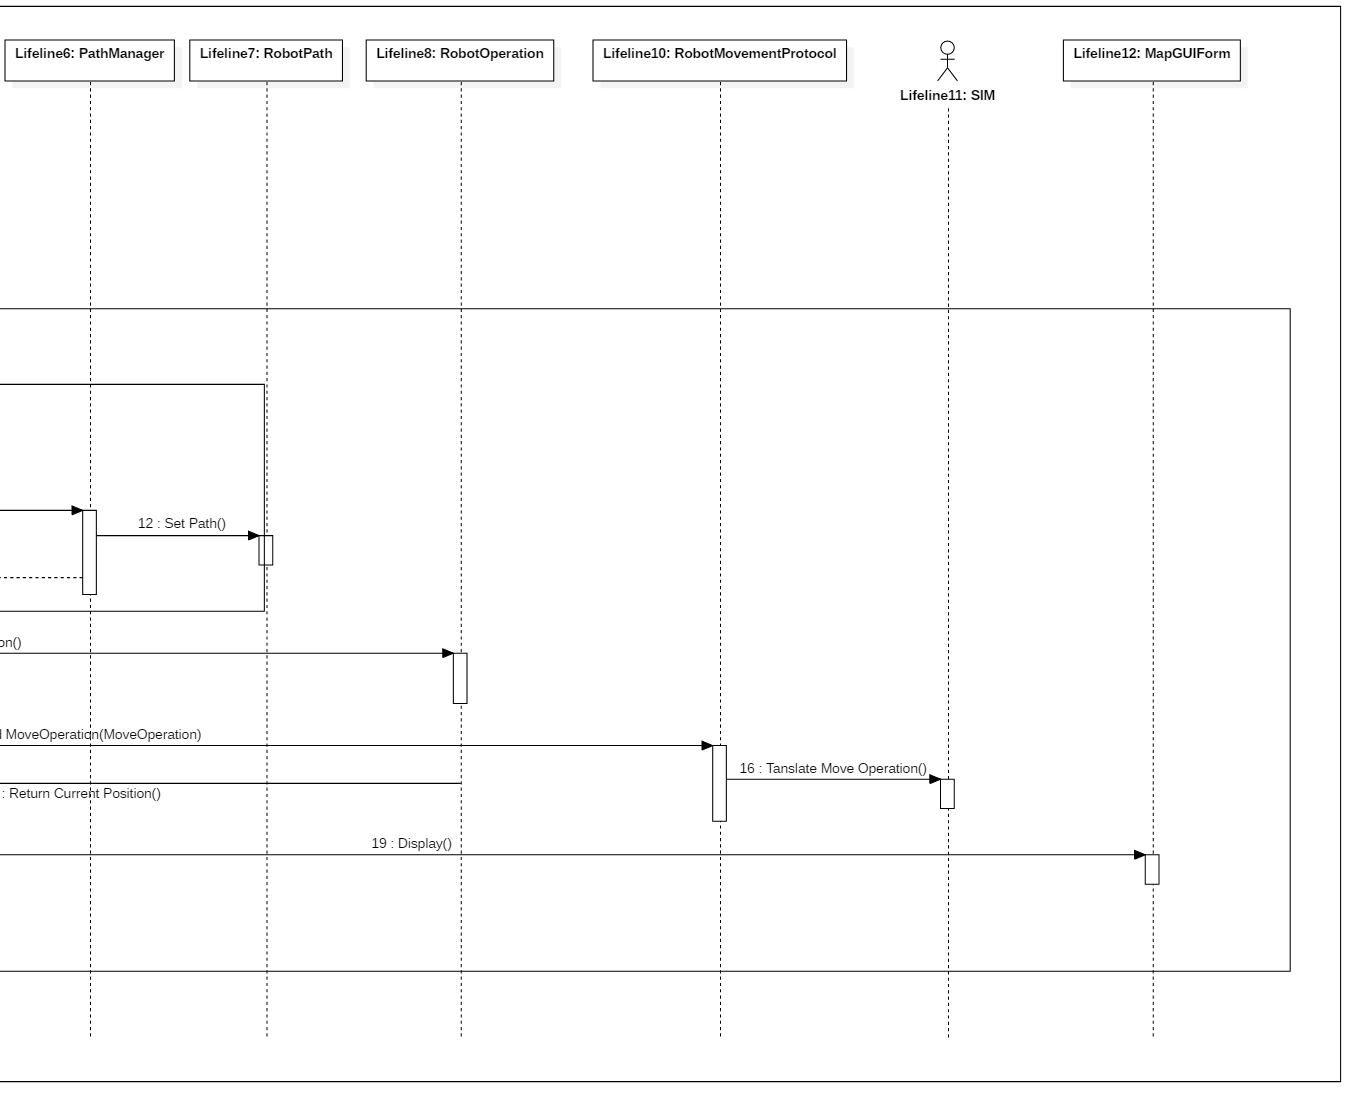 Lifeline6: PathManager
Lifeline7: RobotPath
Lifeline8: RobotOperation
Lifeline10: RobotMovementProtocol
Lifeline11: SIM
Lifeline12: MapGUIForm
12 : Set Path()
on()
d MoveOperation(MoveOperation)
16 : Tanslate Move Operation()
: Return Current Position()
19 : Display()